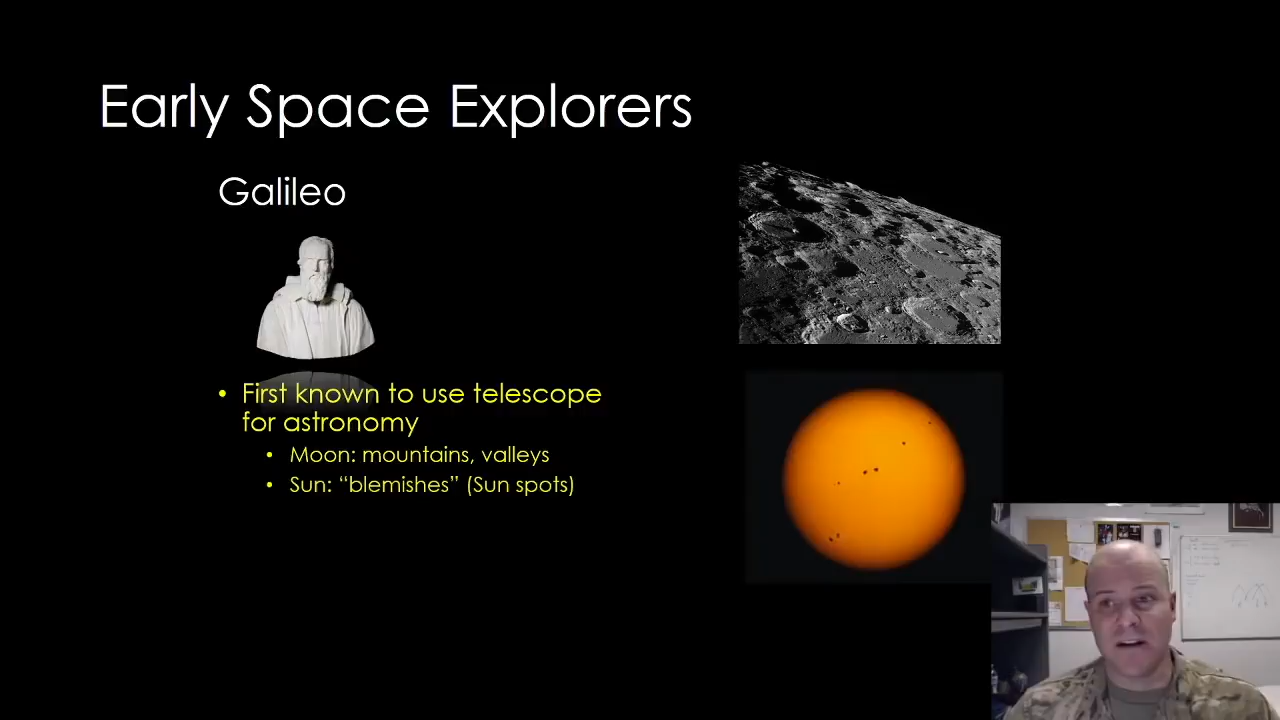 Early Space Explorers
Galileo
• First known to use telescope
for astronomy
• Moon: mountains, valleys
• Sun: “blemishes” (Sun spots)